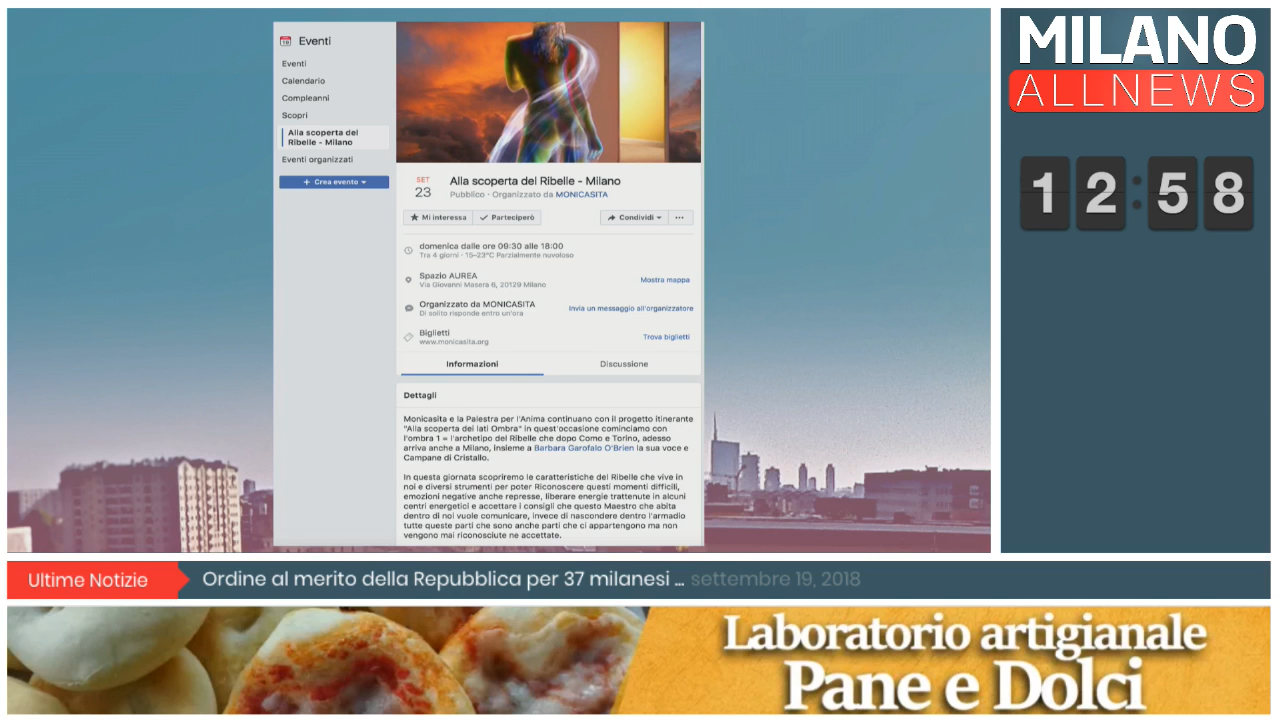 Eventi
Eventi
Calendario
Compleanni
Scopri
Alla scoperta del
Ribelle - Milano
Eventi organizzati
+ Crea evento
SET
23
Alla scoperta del Ribelle - Milano
Pubblico · Organizzato da MONICASITA
Mi interessa
Parteciperò
Condividi
...
domenica dalle ore 09:30 alle 18:00
Tra 4 giorni · 15–23°C Parzialmente nuvoloso
Spazio AUREA
Via Giovanni Masera 6, 20129 Milano
Mostra mappa
Organizzato da MONICASITA
Di solito risponde entro un'ora
Invia un messaggio all'organizzatore
Biglietti
www.monicasita.org
Trova biglietti
Informazioni
Discussione
Dettagli
Monicasita e la Palestra per l'Anima continuano con il progetto itinerante
"Alla scoperta dei lati Ombra" in quest'occasione cominciamo con
l'ombra 1 = l'archetipo del Ribelle che dopo Como e Torino, adesso
arriva anche a Milano, insieme a Barbara Garofalo O'Brien la sua voce e
Campane di Cristallo.
In questa giornata scopriremo le caratteristiche del Ribelle che vive in
noi e diversi strumenti per poter Riconoscere questi momenti difficili,
emozioni negative anche represse, liberare energie trattenute in alcuni
centri energetici e accettare i consigli che questo Maestro che abita
dentro di noi vuole comunicare, invece di nascondere dentro l'armadio
tutte queste parti che sono anche parti che ci appartengono ma non
vengono mai riconosciute ne accettate.
MILANO
ALLNEWS
12:58
Ultime Notizie
Ordine al merito della Repubblica per 37 milanesi ... settembre 19, 2018
Laboratorio artigianale
Pane e Dolci